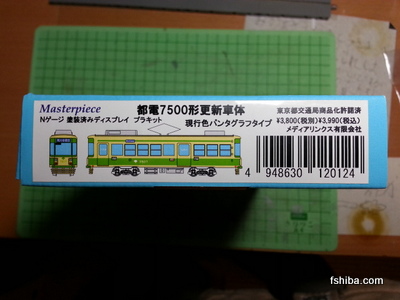 Masterpiece
Nゲージ 塗装済みディスプレイ プラキット
都電7500形更新車体
現行色パンタグラフタイプ
東京都交通局商品化許諾済
¥3,800(税別)¥3,990(税込)
メディアリンクス有限会社
4 948630 120124
fshiba.com